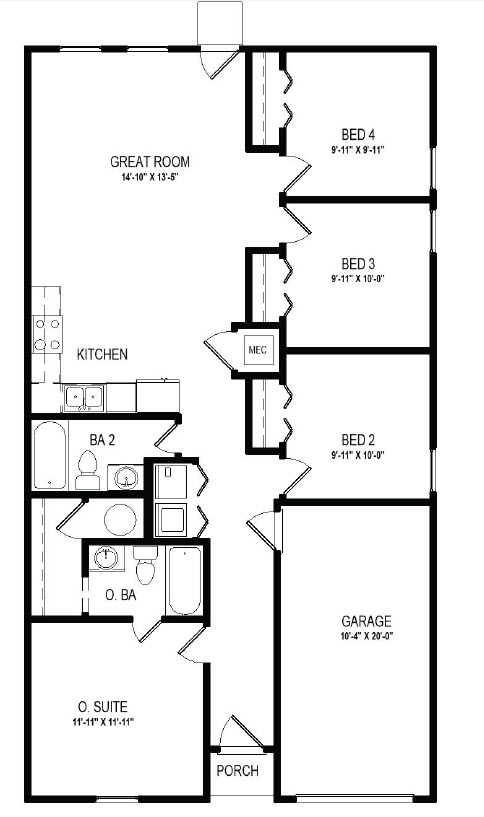 BED 4
9'-11" X 9'-11"
GREAT ROOM
14'-10" X 13'-5"
BED 3
9'-11" X 10'-0"
MEC
KITCHEN
BA 2
BED 2
9'-11" X 10'-0"
O. BA
GARAGE
10'-4" X 20'-0"
O. SUITE
11'-11" X 11'-11"
PORCH